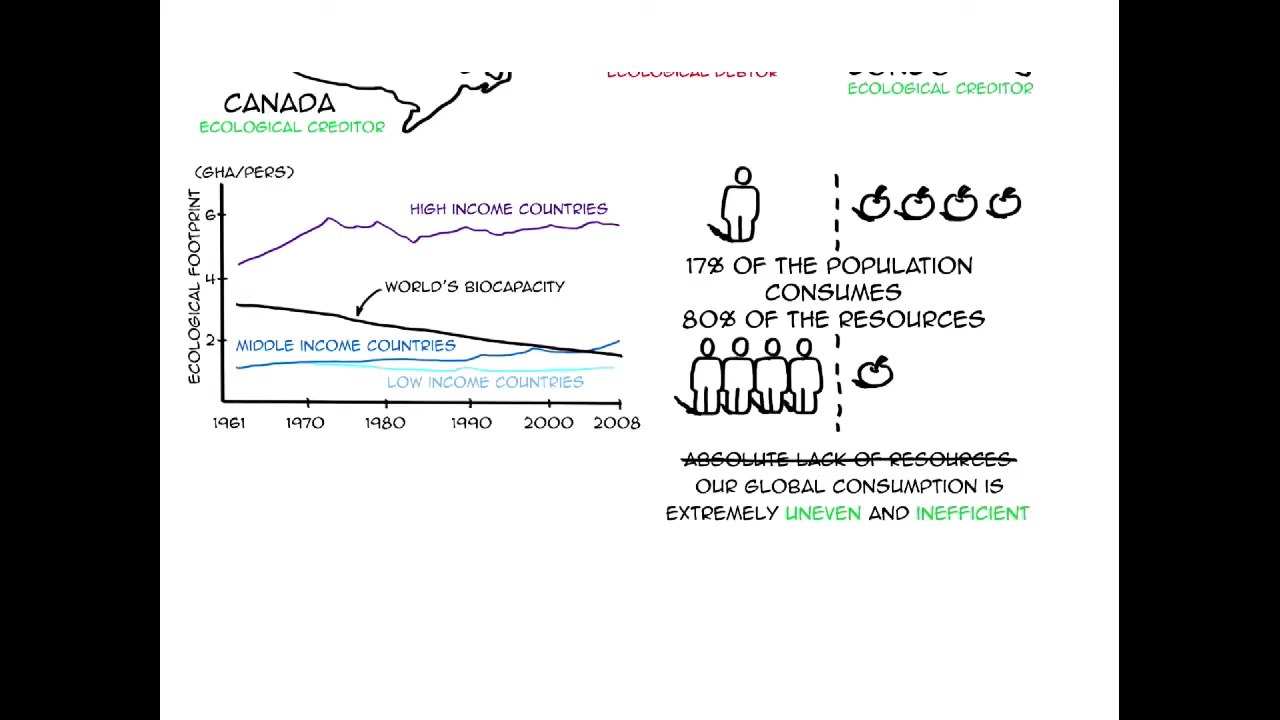 ECOLOGICAL DEBTOR
CANADA
ECOLOGICAL CREDITOR
ECOLOGICAL CREDITOR
(GHA/PERS)
ECOLOGICAL FOOTPRINT
6
4
2
HIGH INCOME COUNTRIES
WORLD'S BIOCAPACITY
MIDDLE INCOME COUNTRIES
LOW INCOME COUNTRIES
1961 1970 1980 1990 2000 2008
17% OF THE POPULATION
CONSUMES
80% OF THE RESOURCES
ABSOLUTE LACK OF RESOURCES
OUR GLOBAL CONSUMPTION IS
EXTREMELY UNEVEN AND INEFFICIENT